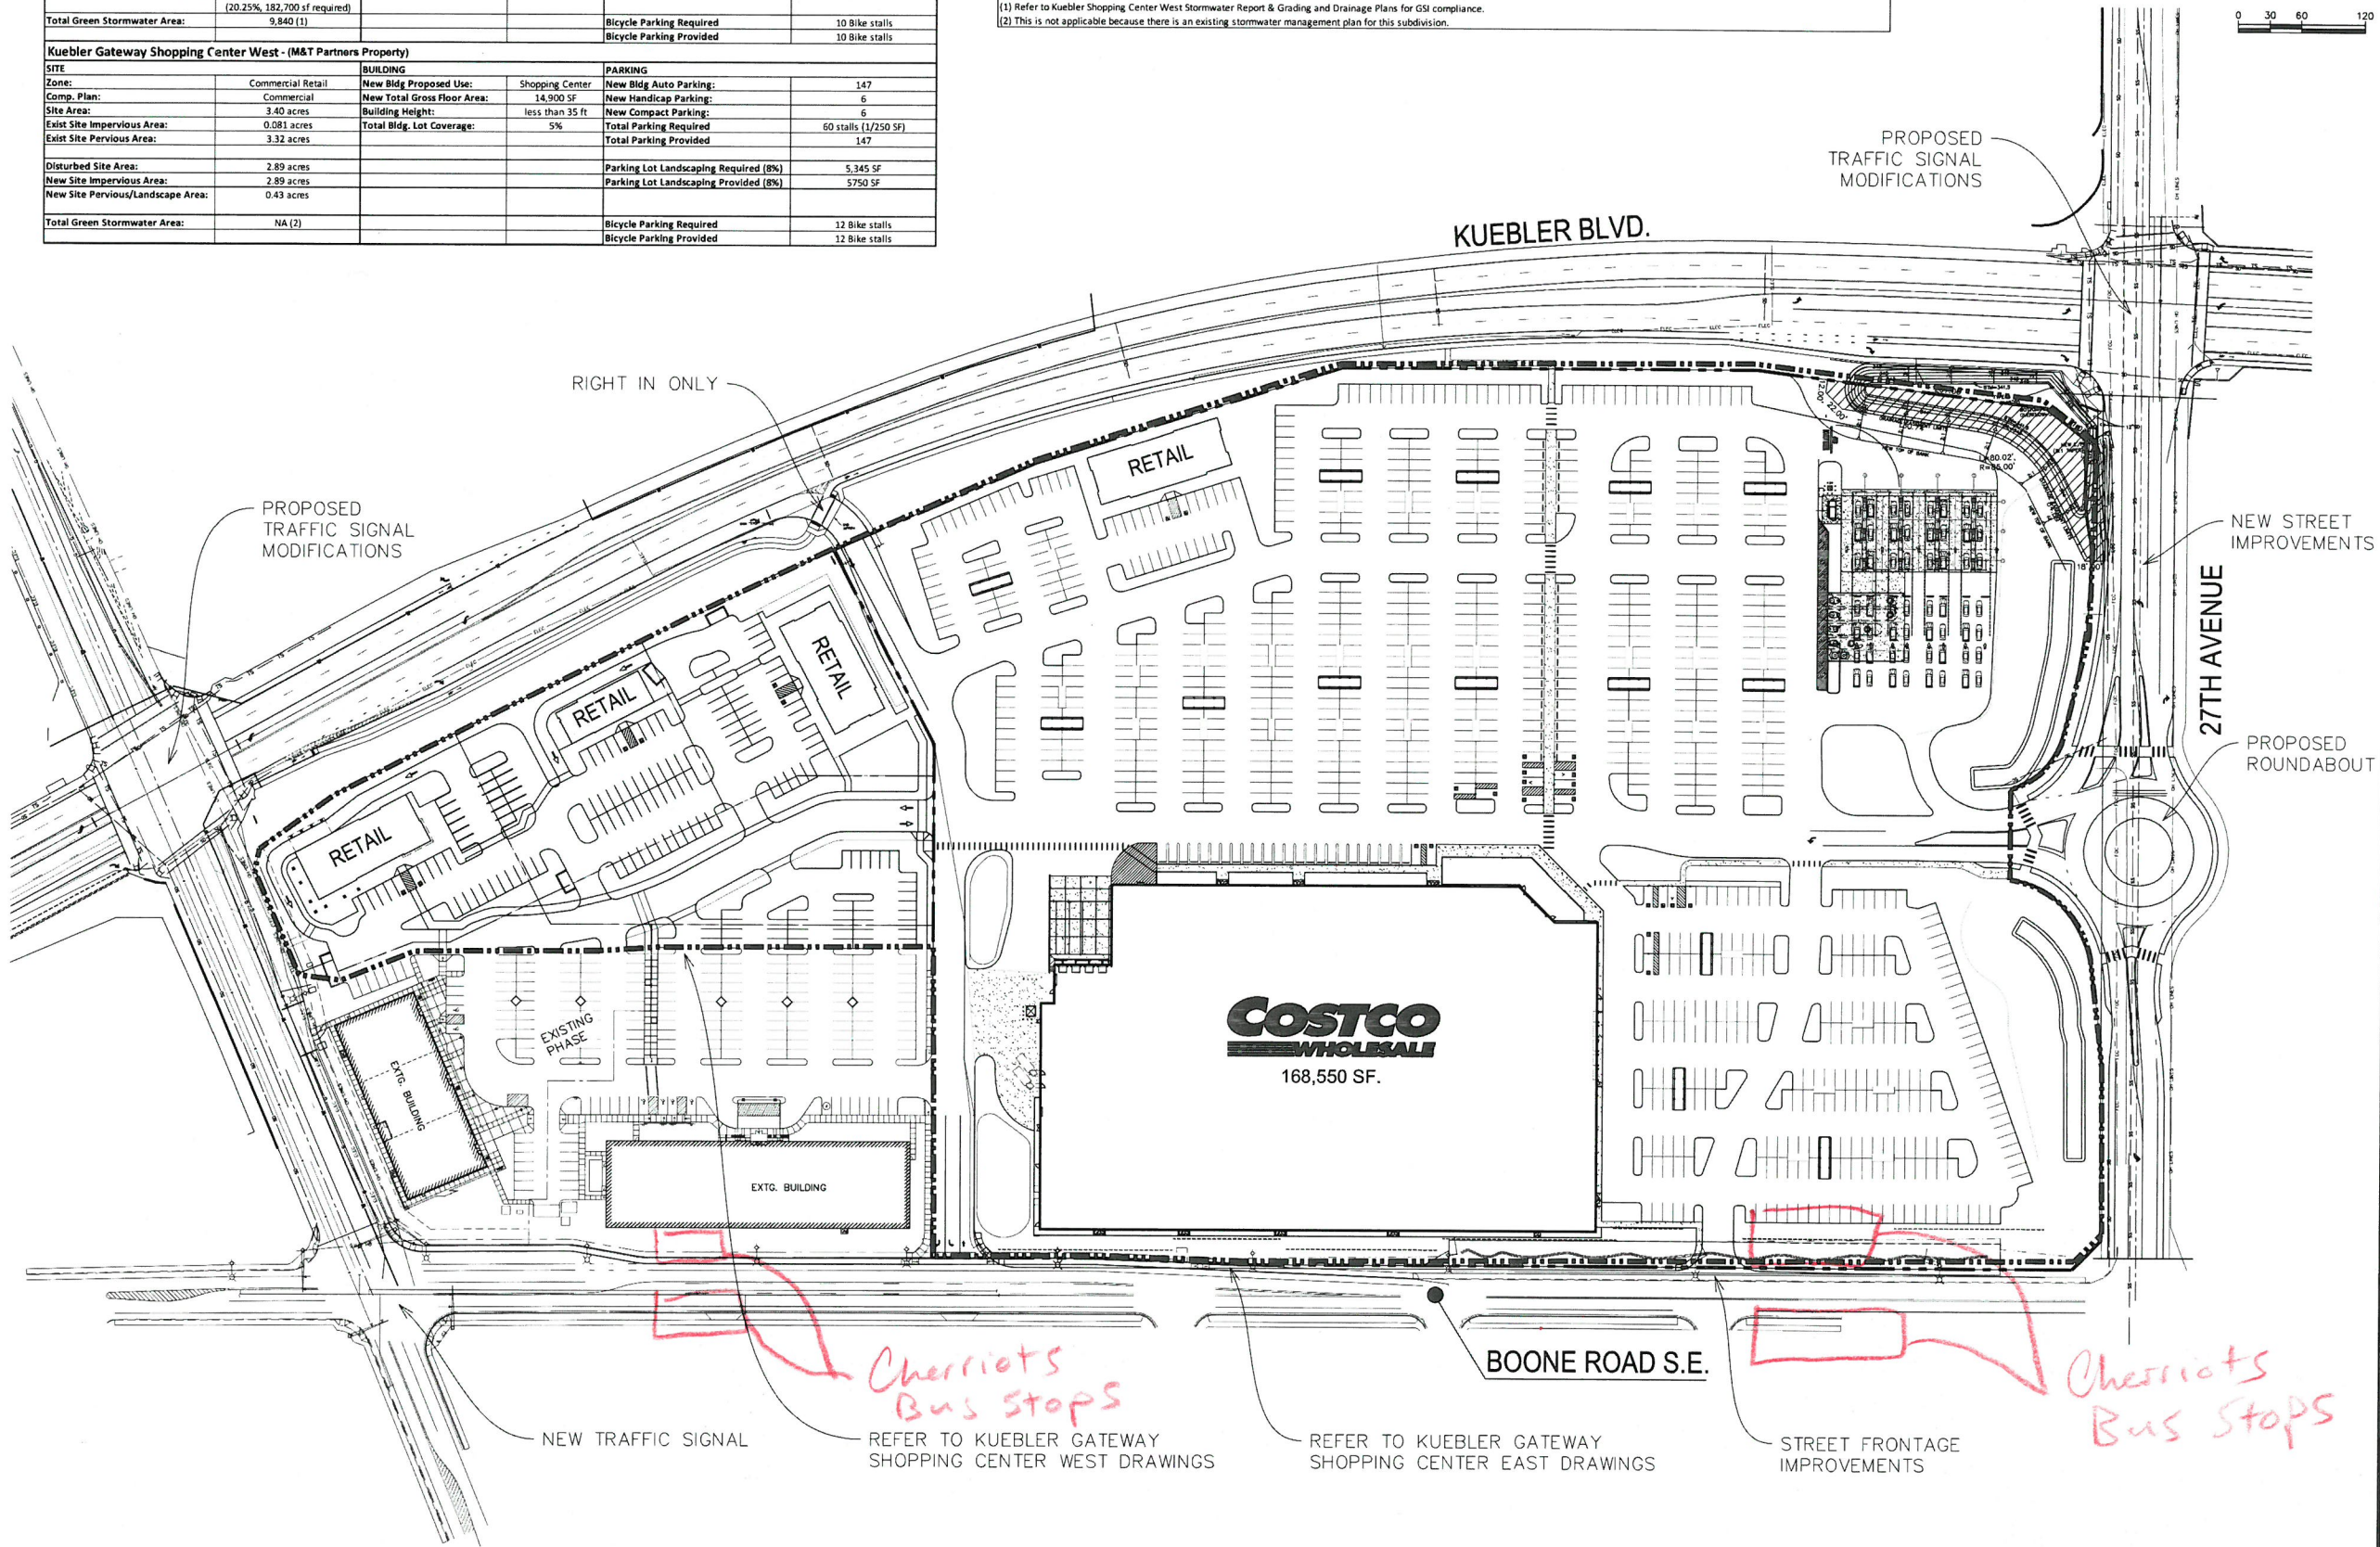 (20.25%, 182,700 sf required)
Total Green Stormwater Area: 9,840 (1)
Bicycle Parking Required 10 Bike stalls
Bicycle Parking Provided 10 Bike stalls
(1) Refer to Kuebler Shopping Center West Stormwater Report & Grading and Drainage Plans for GSI compliance.
(2) This is not applicable because there is an existing stormwater management plan for this subdivision.
0 30 60 120
Kuebler Gateway Shopping Center West - (M&T Partners Property)
SITE BUILDING PARKING
Zone: Commercial Retail New Bldg Proposed Use: Shopping Center New Bldg Auto Parking: 147
Comp. Plan: Commercial New Total Gross Floor Area: 14,900 SF New Handicap Parking: 6
Site Area: 3.40 acres Building Height: less than 35 ft New Compact Parking: 6
Exist Site Impervious Area: 0.081 acres Total Bldg. Lot Coverage: 5% Total Parking Required 60 stalls (1/250 SF)
Exist Site Pervious Area: 3.32 acres Total Parking Provided 147
Disturbed Site Area: 2.89 acres Parking Lot Landscaping Required (8%) 5,345 SF
New Site Impervious Area: 2.89 acres Parking Lot Landscaping Provided (8%) 5750 SF
New Site Pervious/Landscape Area: 0.43 acres
Total Green Stormwater Area: NA (2) Bicycle Parking Required 12 Bike stalls
Bicycle Parking Provided 12 Bike stalls
PROPOSED
TRAFFIC SIGNAL
MODIFICATIONS
KUEBLER BLVD.
RIGHT IN ONLY
PROPOSED
TRAFFIC SIGNAL
MODIFICATIONS
RETAIL
12.00'
22.00'
L=80.02'
R=85.00'
NEW STREET
IMPROVEMENTS
27TH AVENUE
RETAIL
RETAIL
RETAIL
PROPOSED
ROUNDABOUT
EXISTING
PHASE
EXTG. BUILDING
EXTG. BUILDING
COSTCO
WHOLESALE
168,550 SF.
BOONE ROAD S.E.
Cherriots
Bus Stops
Cherriots
Bus Stops
NEW TRAFFIC SIGNAL
REFER TO KUEBLER GATEWAY
SHOPPING CENTER WEST DRAWINGS
REFER TO KUEBLER GATEWAY
SHOPPING CENTER EAST DRAWINGS
STREET FRONTAGE
IMPROVEMENTS